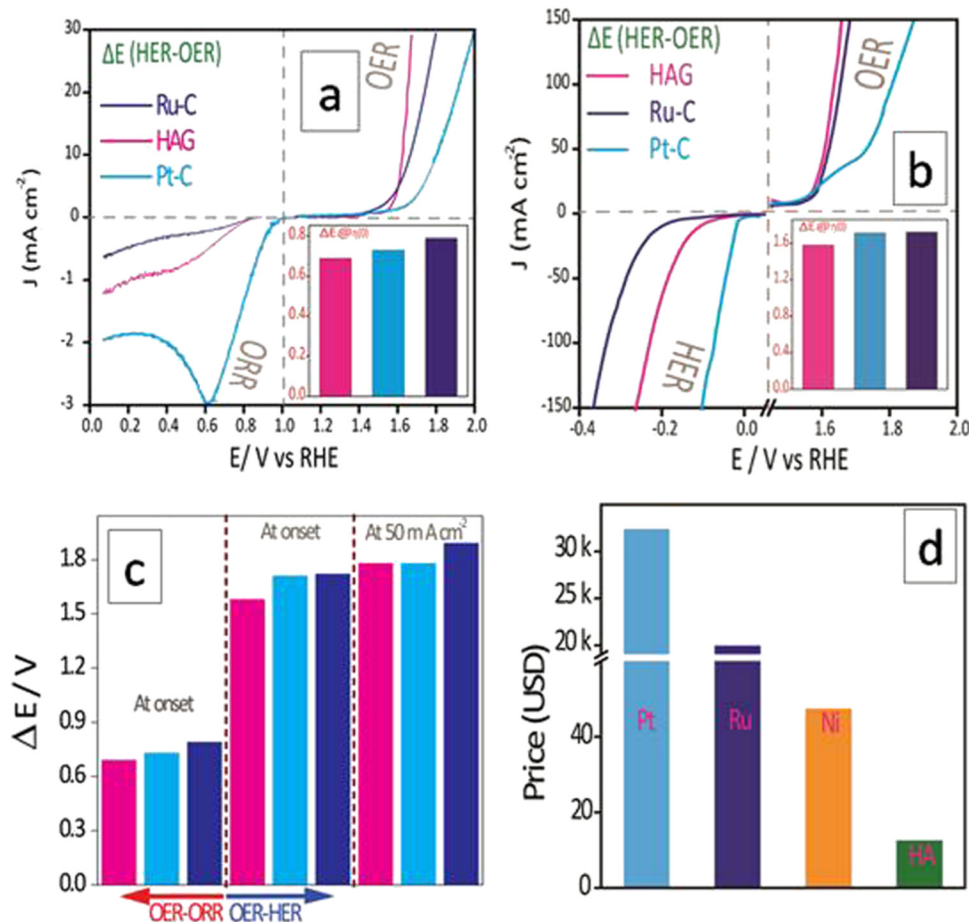 a
ΔE (HER-OER)
Ru-C
HAG
Pt-C
OER
ORR
J (mA cm⁻²)
30
20
10
0
-1
-2
-3
0.0 0.2 0.4 0.6 0.8 1.0 1.2 1.4 1.6 1.8 2.0
E/ V vs RHE
0.8
0.6
0.4
0.2
0.0
b
ΔE (HER-OER)
HAG
Ru-C
Pt-C
OER
HER
J (mA cm⁻²)
150
100
50
0
-50
-100
-150
-0.4 -0.2 0.0 1.6 1.8 2.0
E / V vs RHE
1.6
1.2
0.8
0.4
0.0
c
At onset
At onset
At 50 mA cm⁻²
ΔE / V
1.8
1.5
1.2
0.9
0.6
0.3
0.0
OER-ORR OER-HER
d
Price (USD)
30 k
25 k
20 k
40
20
0
Pt
Ru
Ni
HA